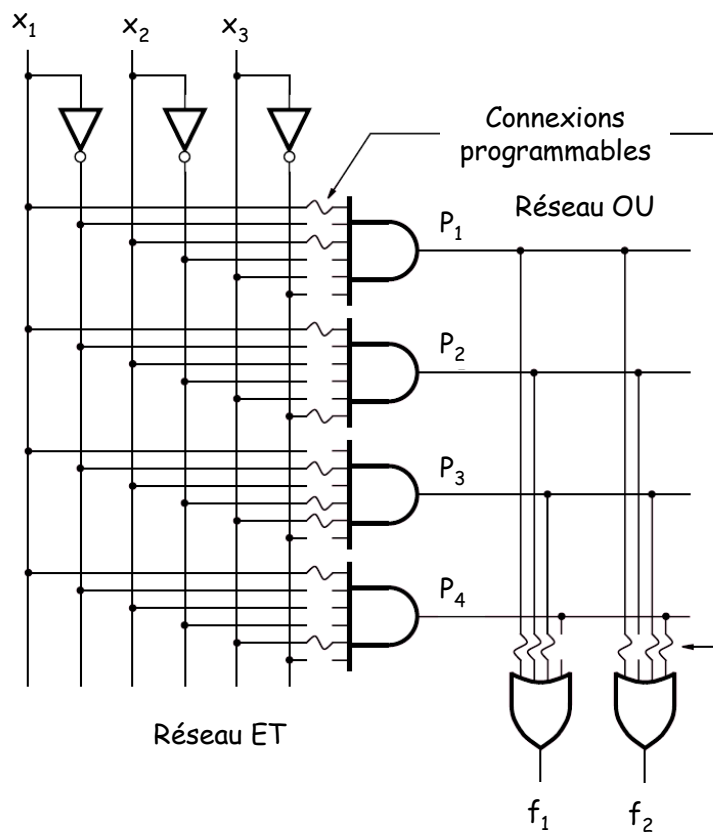 x1 x2 x3
Connexions
programmables
Réseau OU
P1
P2
P3
P4
Réseau ET
f1 f2